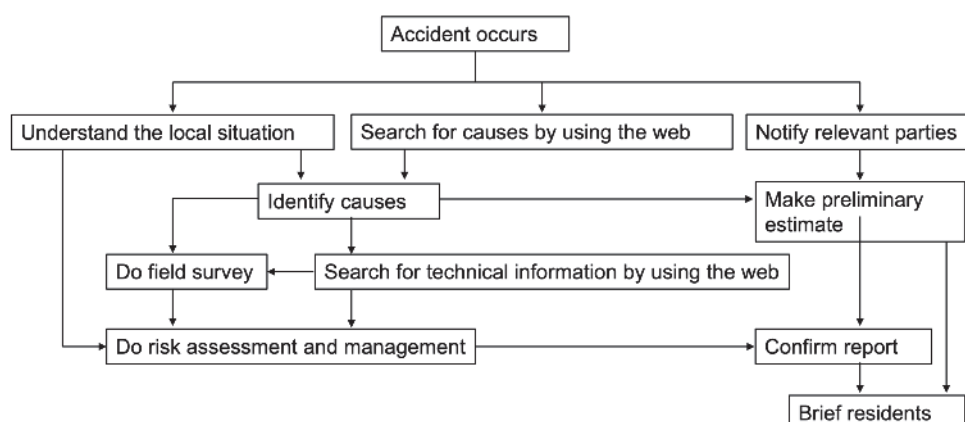 Accident occurs
Understand the local situation
Search for causes by using the web
Notify relevant parties
Identify causes
Make preliminary
estimate
Do field survey
Search for technical information by using the web
Do risk assessment and management
Confirm report
Brief residents